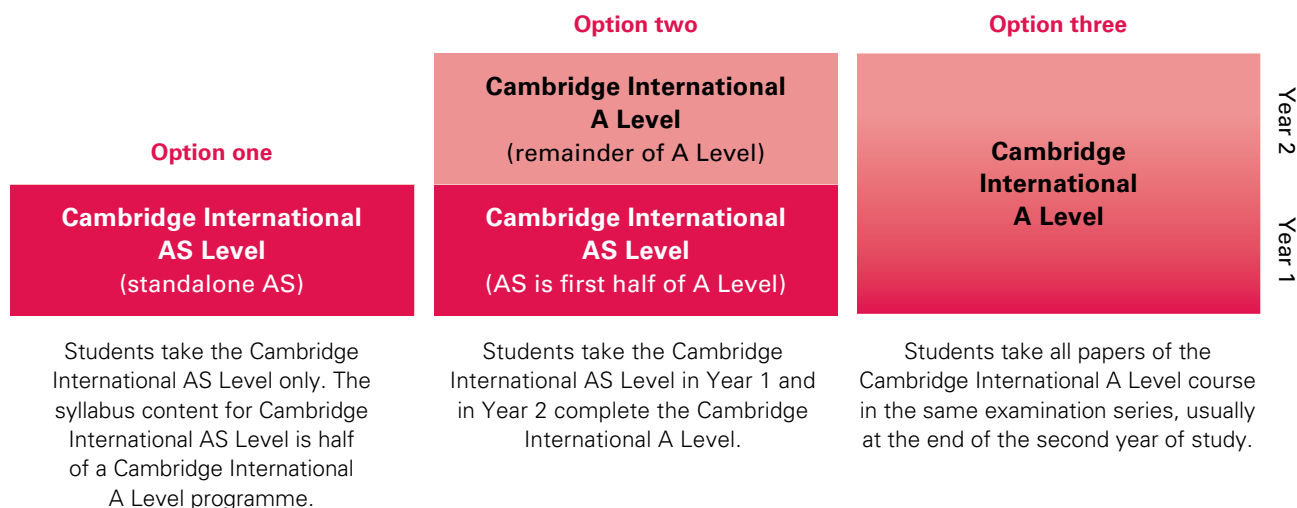 Option one
Cambridge International
AS Level
(standalone AS)
Students take the Cambridge
International AS Level only. The
syllabus content for Cambridge
International AS Level is half
of a Cambridge International
A Level programme.
Option two
Cambridge International
A Level
(remainder of A Level)
Cambridge International
AS Level
(AS is first half of A Level)
Students take the Cambridge
International AS Level in Year 1 and
in Year 2 complete the Cambridge
International A Level.
Option three
Cambridge
International
A Level
Students take all papers of the
Cambridge International A Level course
in the same examination series, usually
at the end of the second year of study.
Year 2
Year 1